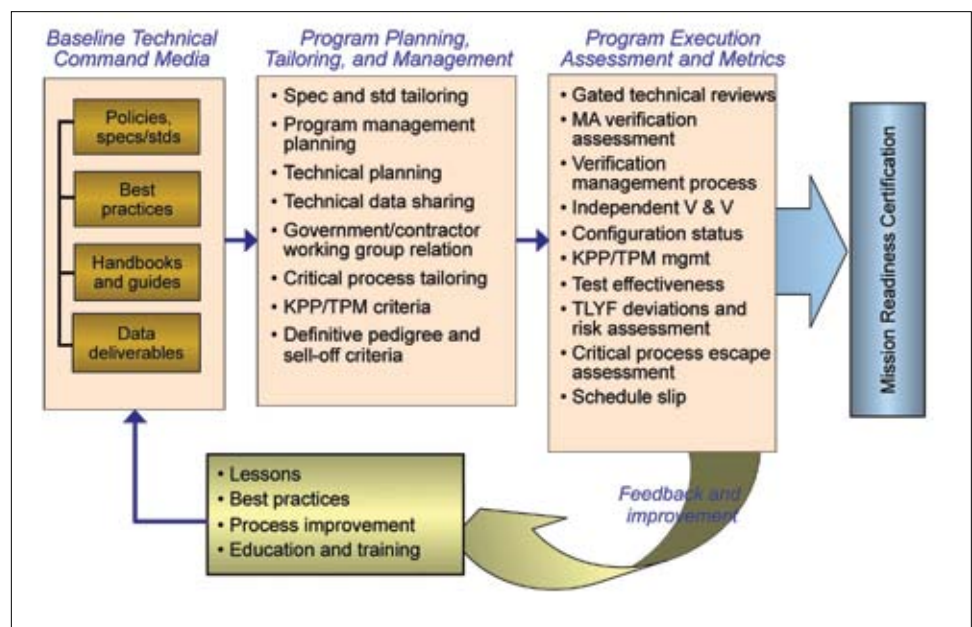 Baseline Technical
Command Media
Policies,
specs/stds
Best
practices
Handbooks
and guides
Data
deliverables
Program Planning,
Tailoring, and Management
• Spec and std tailoring
• Program management
planning
• Technical planning
• Technical data sharing
• Government/contractor
working group relation
• Critical process tailoring
• KPP/TPM criteria
• Definitive pedigree and
sell-off criteria
Program Execution
Assessment and Metrics
• Gated technical reviews
• MA verification
assessment
• Verification
management process
• Independent V & V
• Configuration status
• KPP/TPM mgmt
• Test effectiveness
• TLYF deviations and
risk assessment
• Critical process escape
assessment
• Schedule slip
Mission Readiness Certification
Feedback and
improvement
• Lessons
• Best practices
• Process improvement
• Education and training